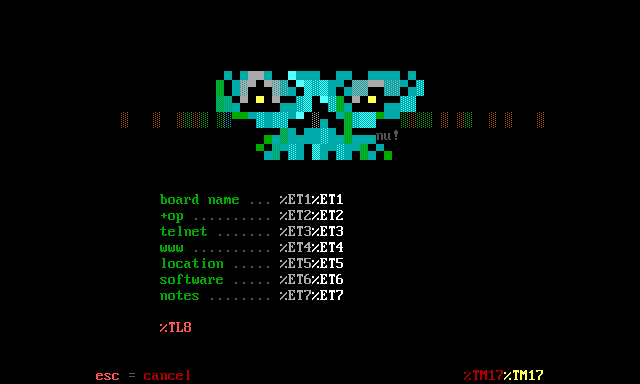 nu!
board name ... %ET1%ET1
+op .......... %ET2%ET2
telnet ....... %ET3%ET3
www .......... %ET4%ET4
location ..... %ET5%ET5
software ..... %ET6%ET6
notes ........ %ET7%ET7
%TL8
esc = cancel %TM17%TM17